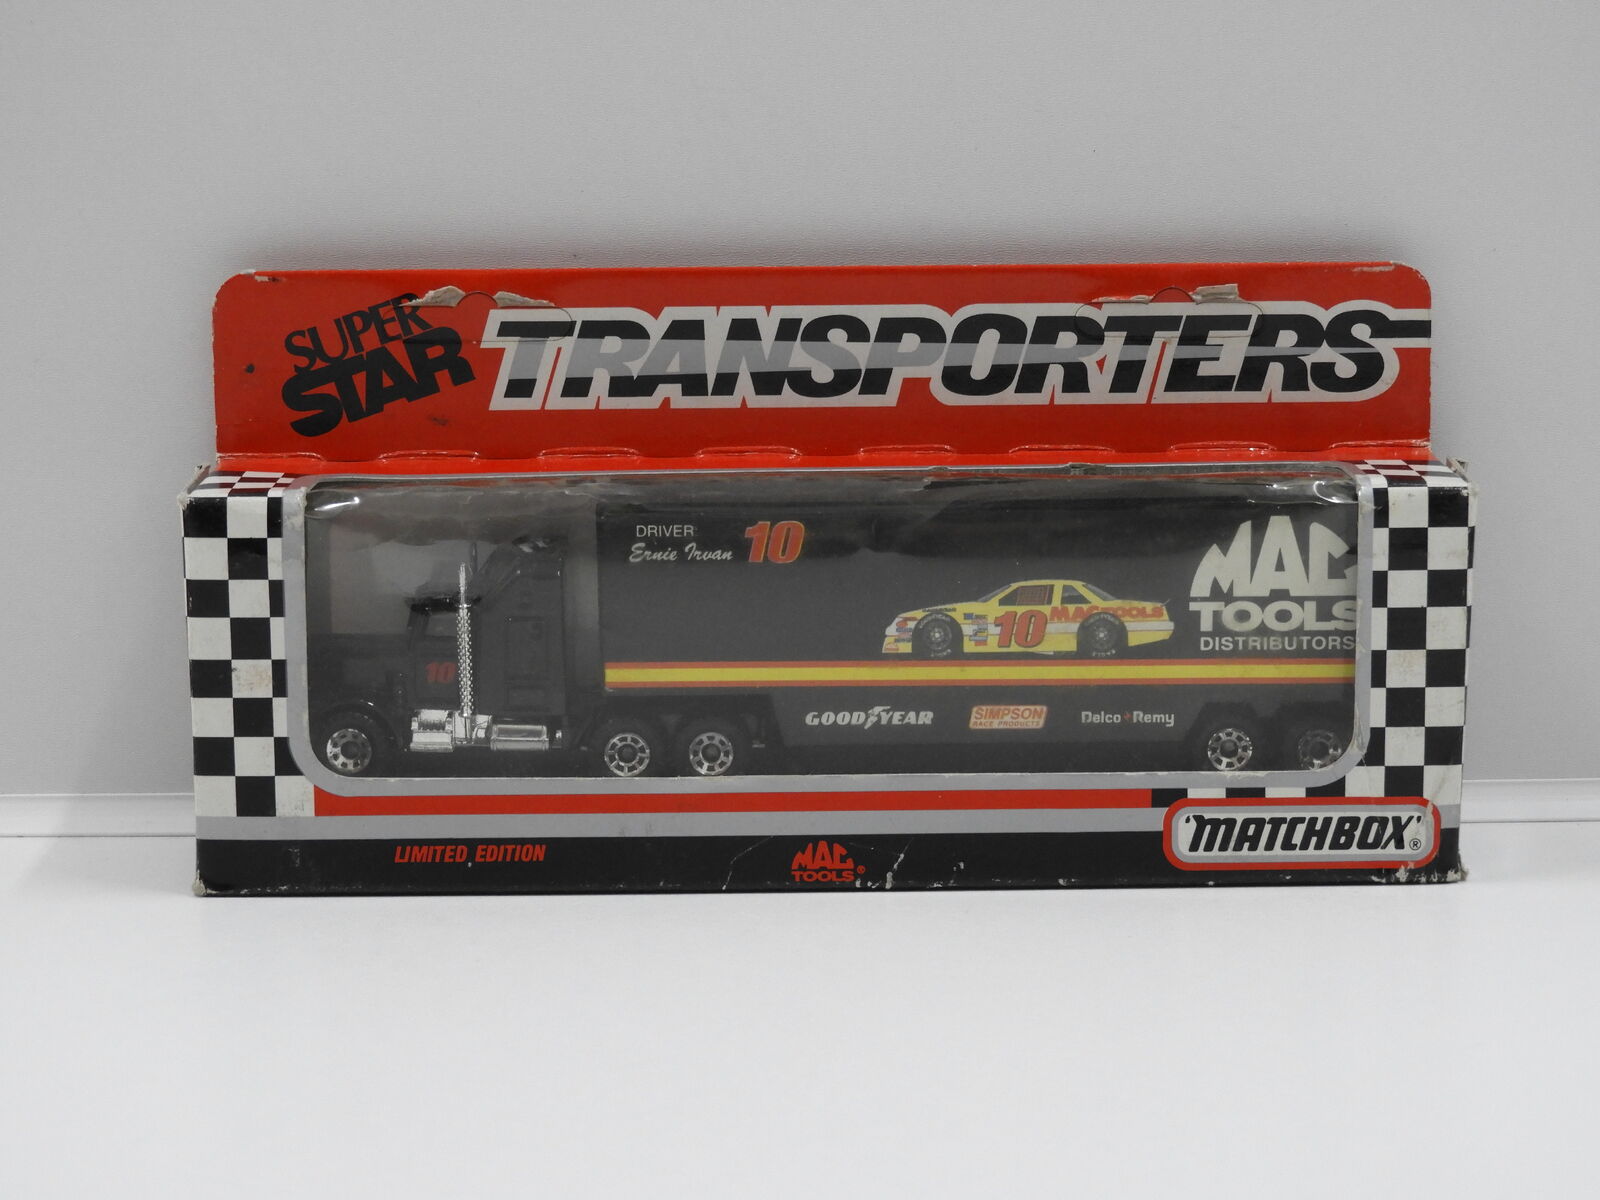 SUPER
STAR
TRANSPORTERS
DRIVER:
Ernie Irvan
10
MAC
TOOLS
DISTRIBUTORS
10
MAC TOOLS
10
GOODYEAR
SIMPSON
RACE PRODUCTS
Delco Remy
LIMITED EDITION
MAC
TOOLS®
'MATCHBOX'®